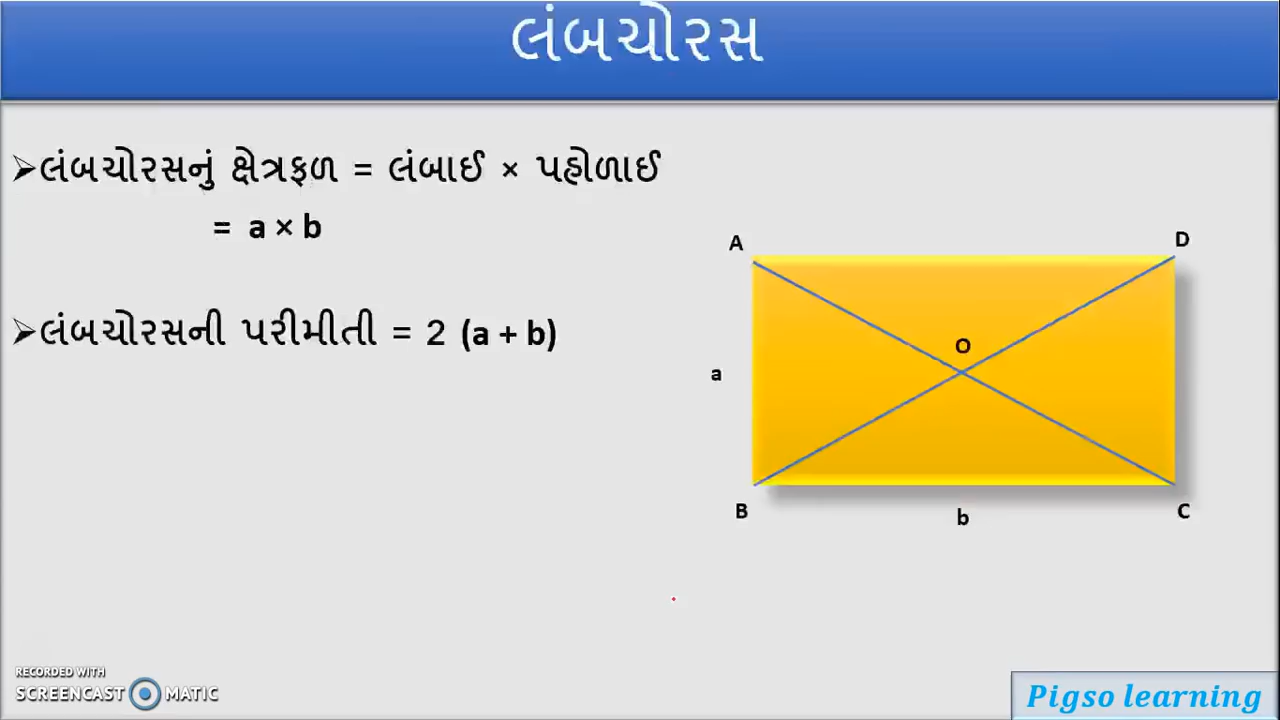 લંબચોરસ
➢લંબચોરસનું ક્ષેત્રફળ = લંબાઈ × પહોળાઈ
= a × b
➢લંબચોરસની પરીમીતી = 2 (a + b)
A
D
O
a
B
b
C
RECORDED WITH
SCREENCAST MATIC
Pigso learning